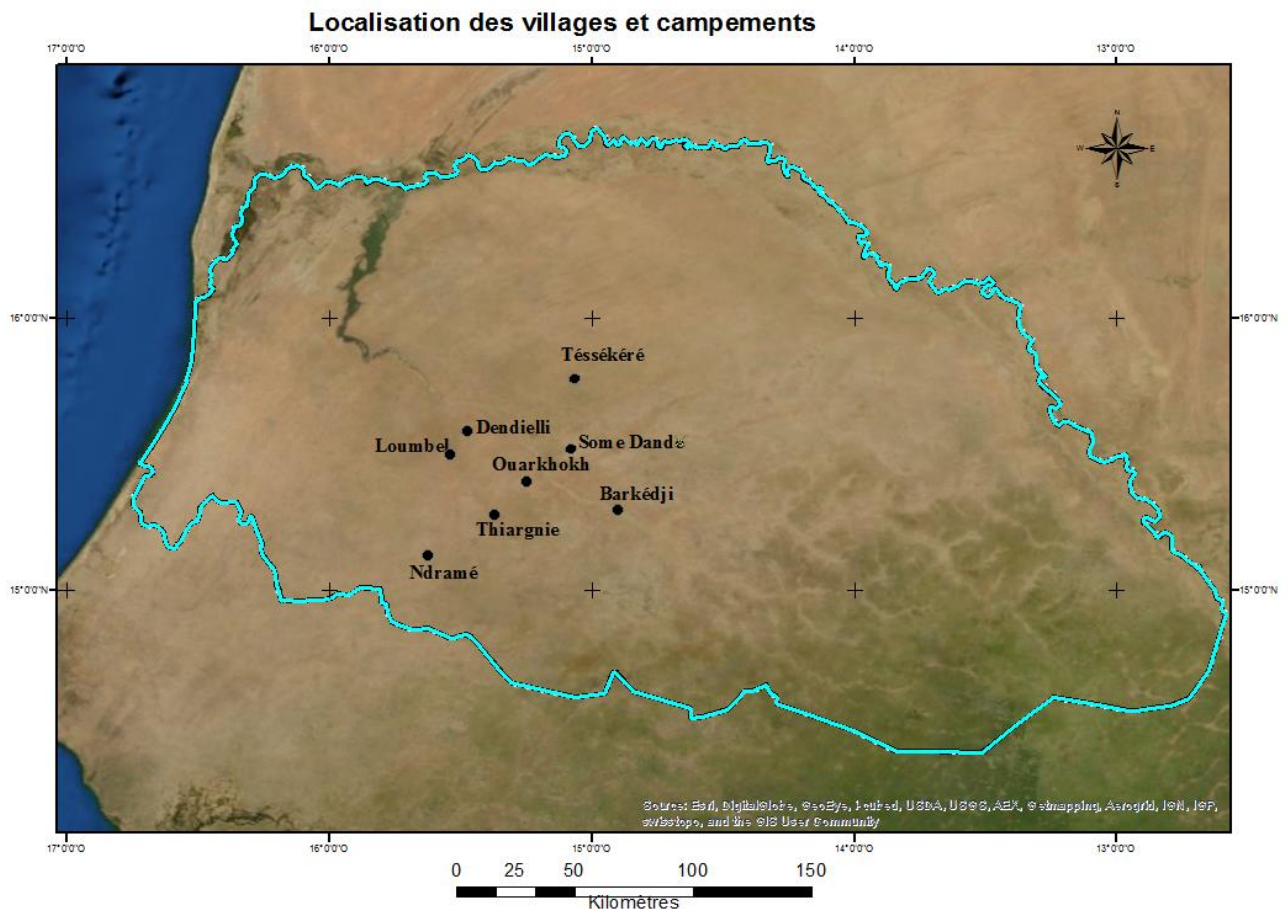 Localisation des villages et campements
17°0'0"O 16°0'0"O 15°0'0"O 14°0'0"O 13°0'0"O
N
W E
S
16°0'0"N 16°0'0"N
Téssékéré
Dendielli
Loumbel
Some Dandé
Ouarkhokh
Barkédji
Thiargnie
Ndramé
15°0'0"N 15°0'0"N
Source: Esri, DigitalGlobe, GeoEye, i-cubed, USDA, USGS, AEX, Getmapping, Aerogrid, IGN, IGP,
swisstopo, and the GIS User Community
17°0'0"O 16°0'0"O 15°0'0"O 14°0'0"O 13°0'0"O
0 25 50 100 150
Kilomètres